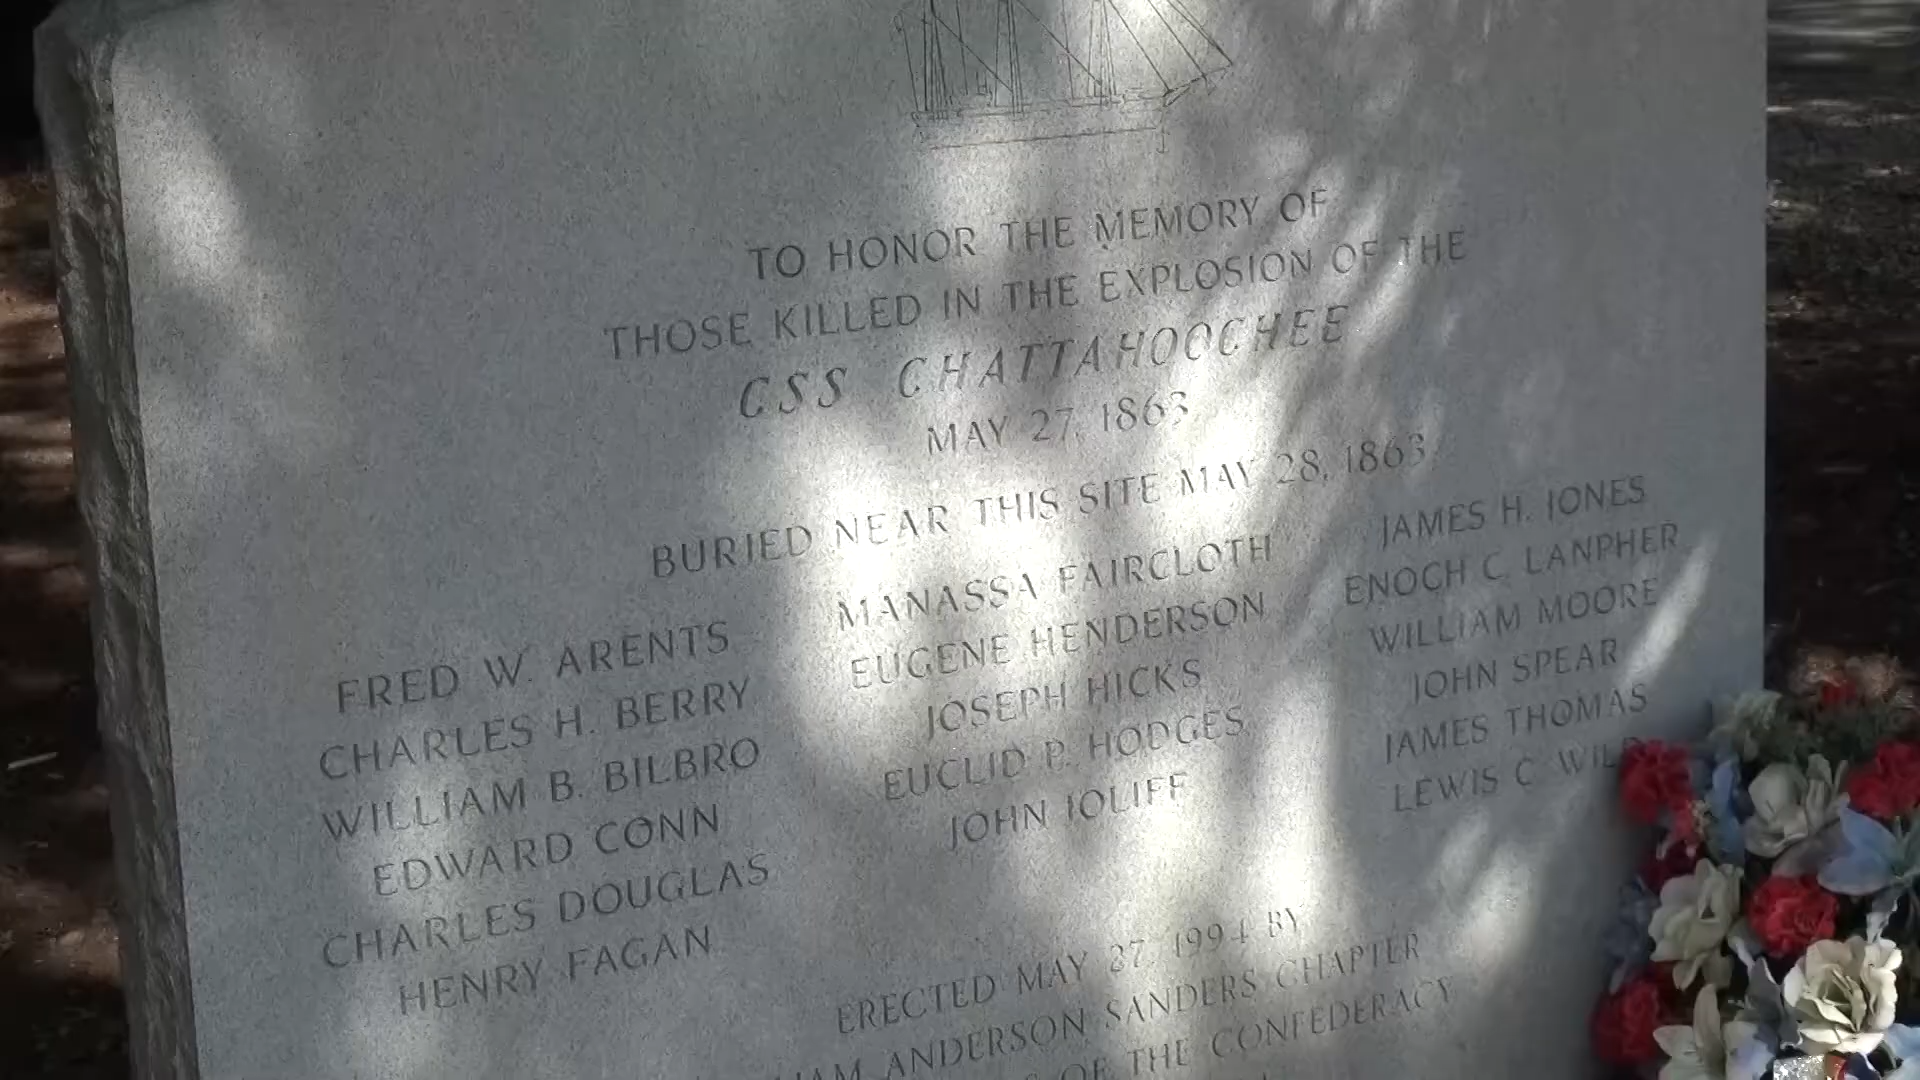 TO HONOR THE MEMORY OF
THOSE KILLED IN THE EXPLOSION OF THE
CSS CHATTAHOOCHEE
MAY 27, 1863
BURIED NEAR THIS SITE MAY 28, 1863
FRED W. ARENTS
CHARLES H. BERRY
WILLIAM B. BILBRO
EDWARD CONN
CHARLES DOUGLAS
HENRY FAGAN
MANASSA FAIRCLOTH
EUGENE HENDERSON
JOSEPH HICKS
EUCLID P. HODGES
JOHN JOLIFF
JAMES H. JONES
ENOCH C. LANPHER
WILLIAM MOORE
JOHN SPEAR
JAMES THOMAS
LEWIS C. WILD
ERECTED MAY 27, 1994 BY
ANDERSON SANDERS CHAPTER
OF THE CONFEDERACY